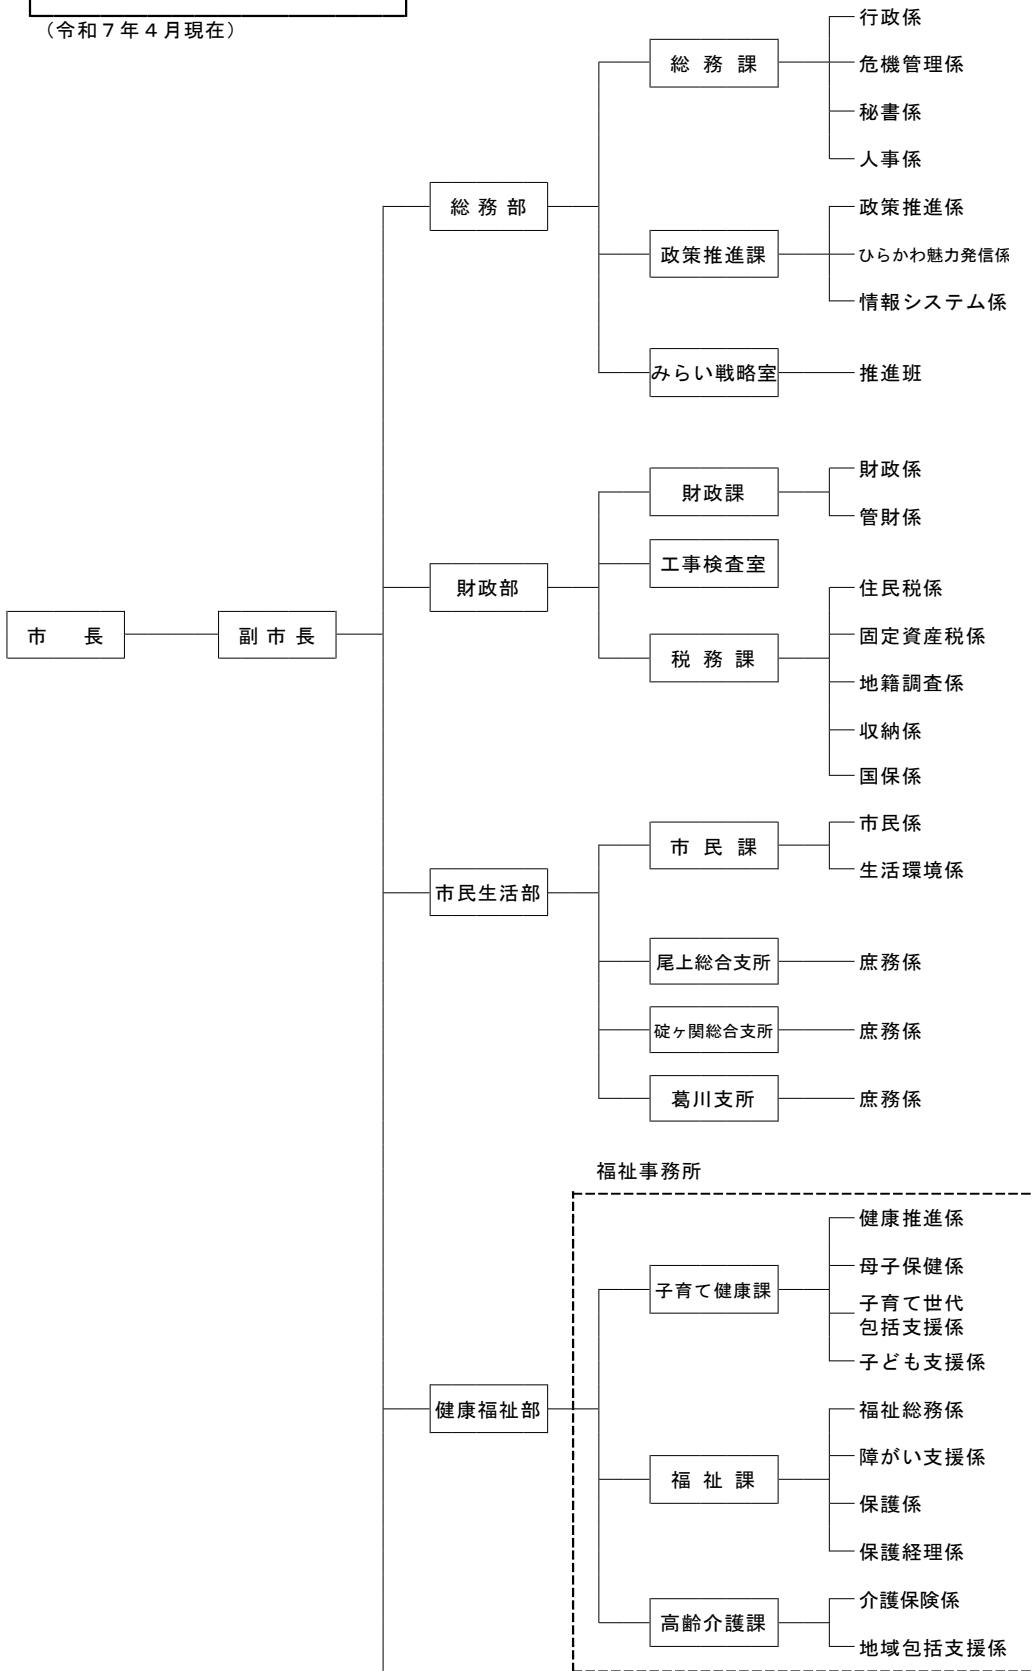 （令和７年４月現在）
行政係
総 務 課
危機管理係
秘書係
人事係
総 務 部
政策推進係
政策推進課
ひらかわ魅力発信係
情報システム係
みらい戦略室
推進班
財政係
財政課
管財係
工事検査室
財政部
住民税係
市　長
副 市 長
固定資産税係
税 務 課
地籍調査係
収納係
国保係
市民係
市 民 課
生活環境係
市民生活部
尾上総合支所
庶務係
碇ヶ関総合支所
庶務係
葛川支所
庶務係
福祉事務所
健康推進係
母子保健係
子育て健康課
子育て世代
包括支援係
子ども支援係
健康福祉部
福祉総務係
障がい支援係
福 祉 課
保護係
保護経理係
介護保険係
高齢介護課
地域包括支援係